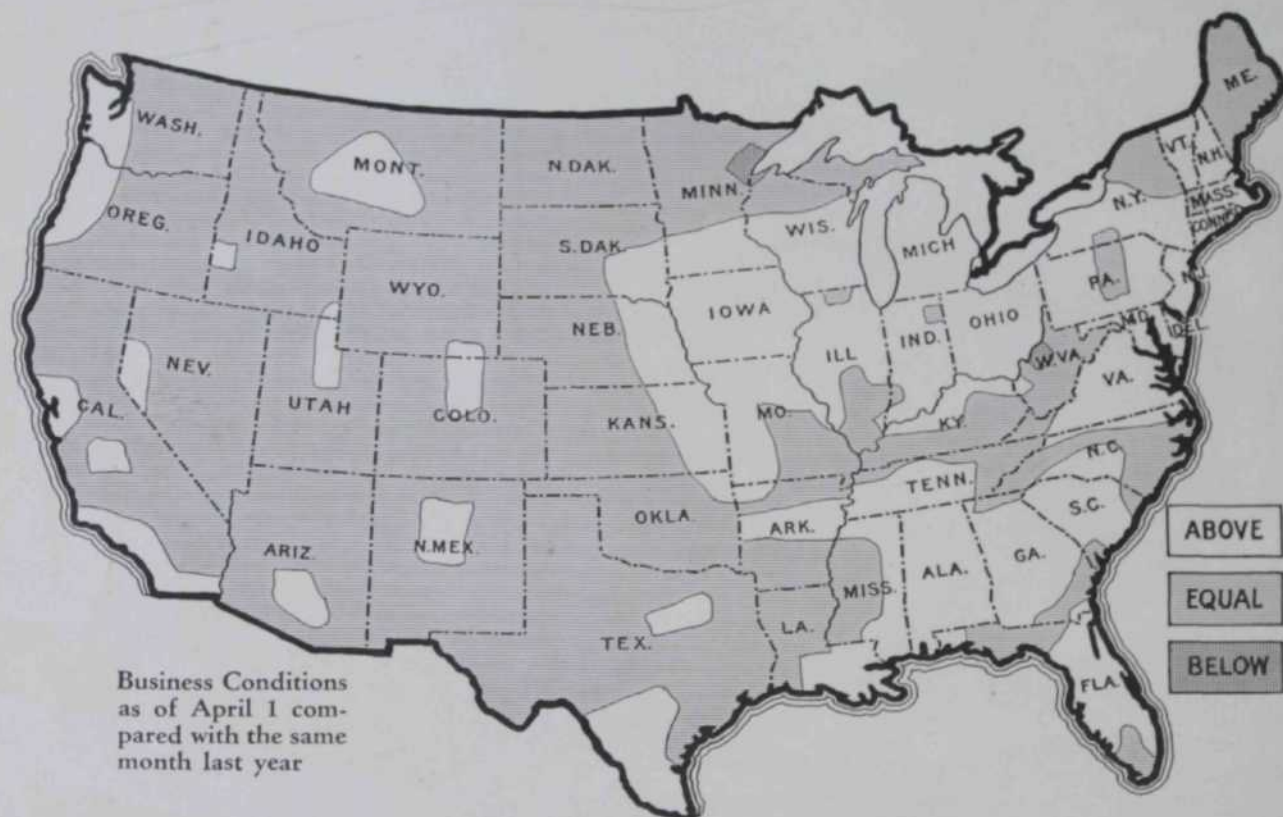 ME.
WASH.
VT.
N.H.
MONT.
N.DAK.
MINN.
MASS.
N.Y.
CONN.
OREG.
IDAHO
S.DAK.
WIS.
MICH
WYO.
PA.
N.J.
IOWA
NEB.
OHIO
MD.
DEL.
ILL
IND.
NEV.
W.VA.
VA.
UTAH
CAL.
COLO.
KANS.
MO.
KY.
N.C.
TENN.
S.C.
OKLA.
ARK.
ARIZ.
N.MEX.
GA.
ALA.
MISS.
LA.
TEX.
FLA.
ABOVE
EQUAL
BELOW
Business Conditions
as of April 1 com-
pared with the same
month last year